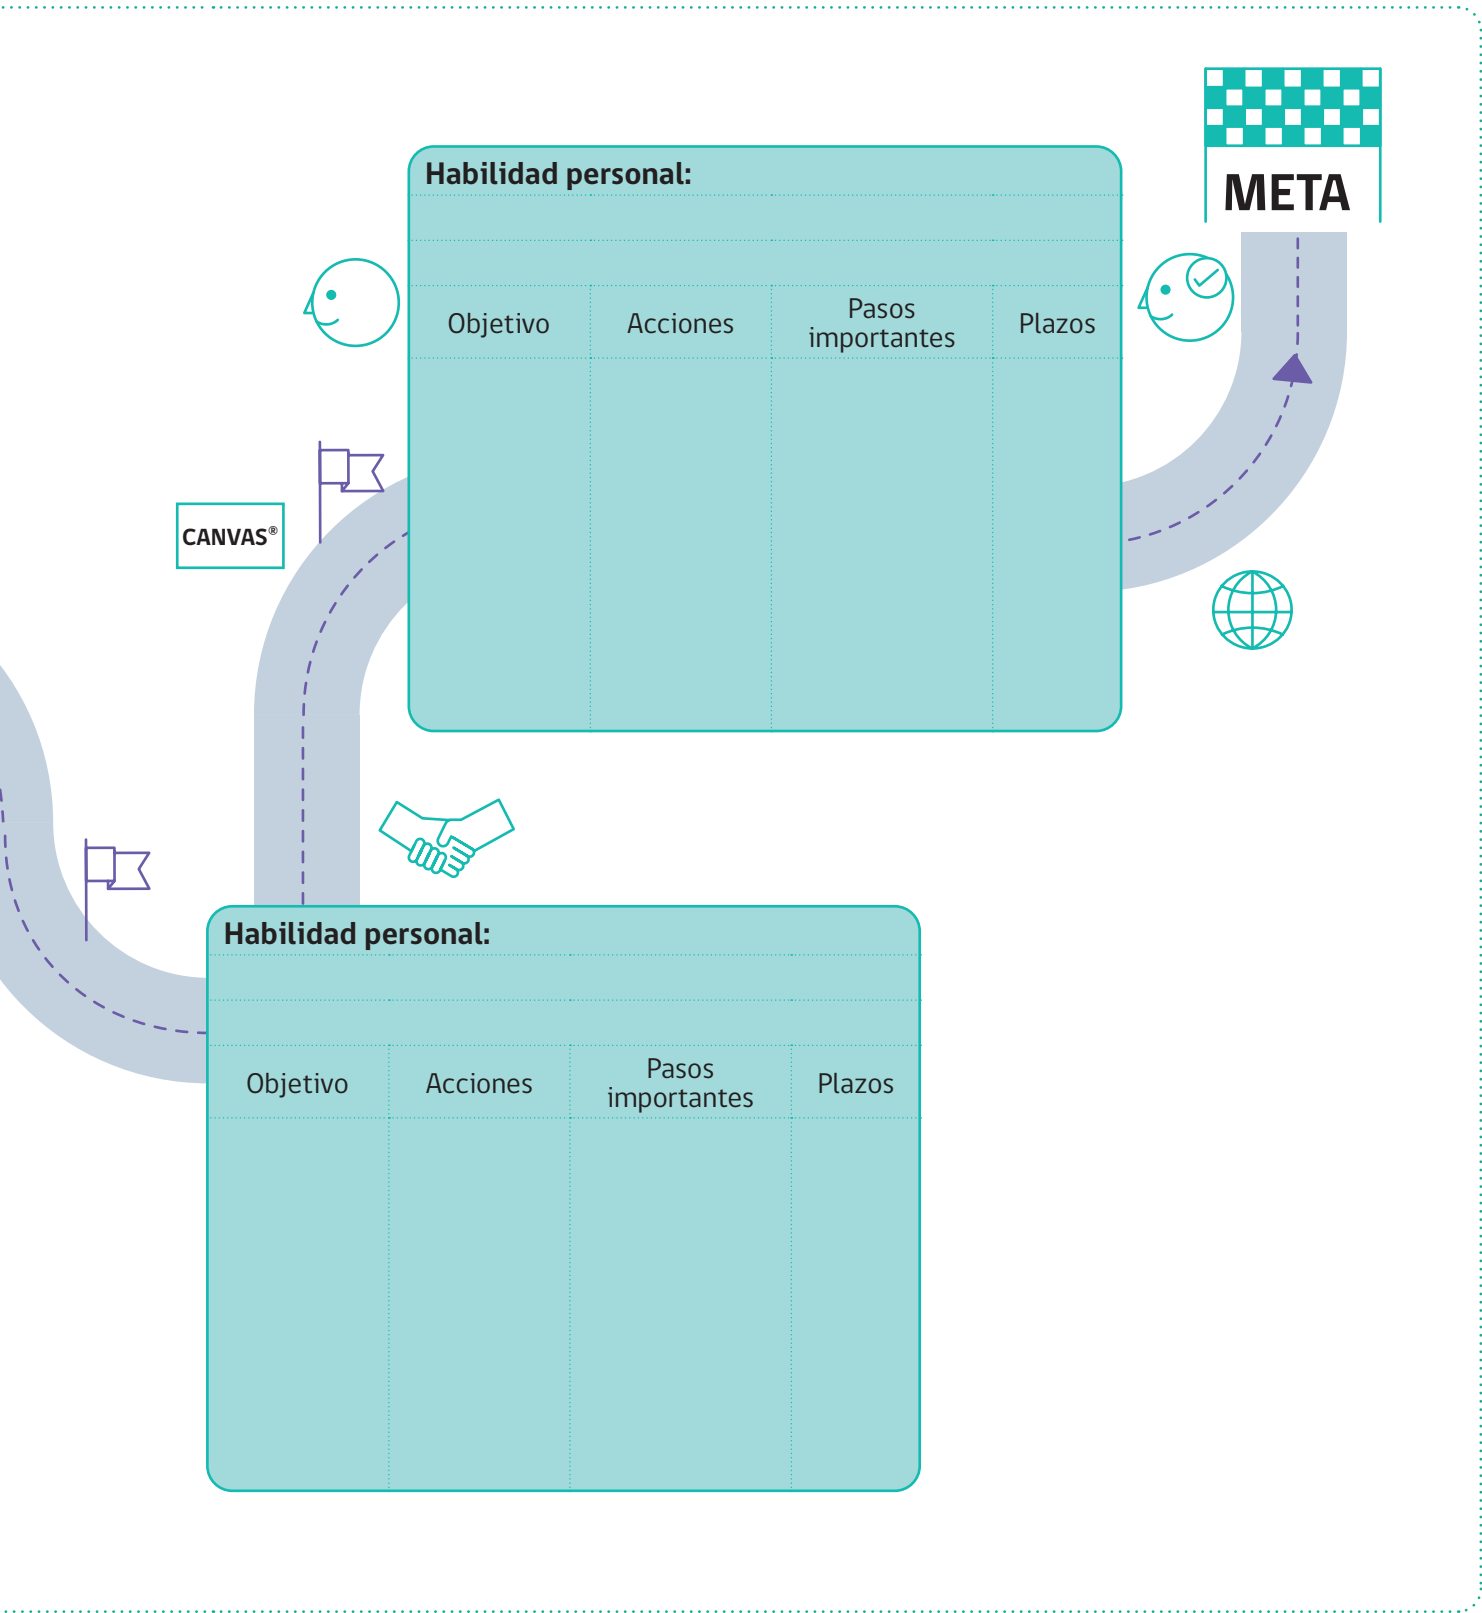 META
Habilidad personal:
Objetivo
Acciones
Pasos
importantes
Plazos
CANVAS®
Habilidad personal:
Objetivo
Acciones
Pasos
importantes
Plazos